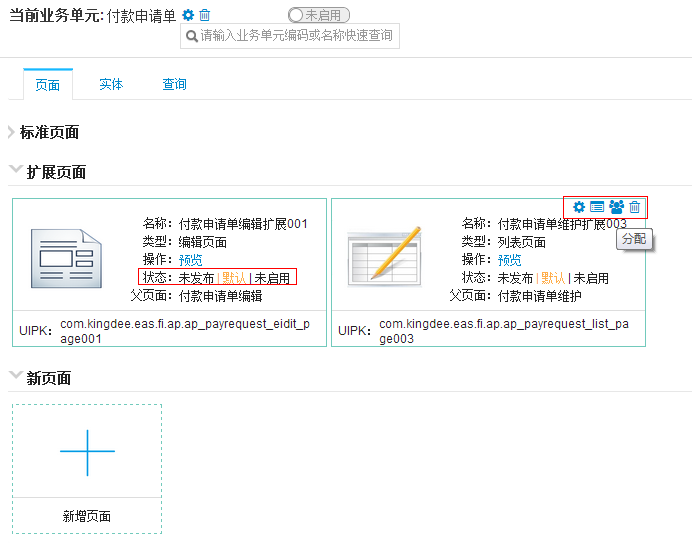 当前业务单元: 付款申请单
未启用
请输入业务单元编码或名称快速查询
页面 实体 查询
标准页面
扩展页面
名称: 付款申请单编辑扩展001
类型: 编辑页面
操作: 预览
状态: 未发布 | 默认 | 未启用
父页面: 付款申请单编辑
UIPK: com.kingdee.eas.fi.ap.ap_payrequest_eidit_p
age001
名称: 付款申请单维护扩展003
分配
类型: 列表页面
操作: 预览
状态: 未发布 | 默认 | 未启用
父页面: 付款申请单维护
UIPK: com.kingdee.eas.fi.ap.ap_payrequest_list_pa
ge003
新页面
新增页面